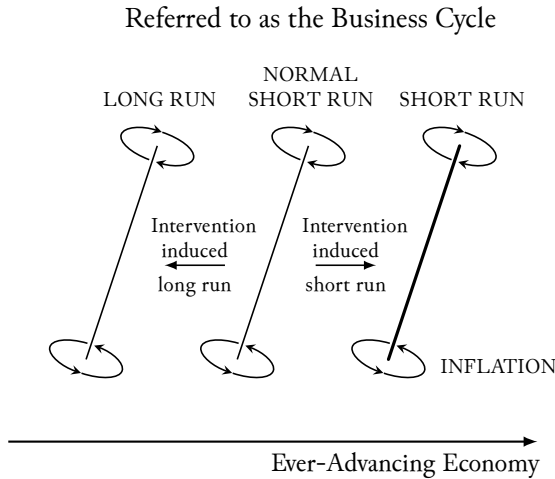 Referred to as the Business Cycle
LONG RUN
NORMAL
SHORT RUN
SHORT RUN
Intervention
induced
long run
Intervention
induced
short run
INFLATION
Ever-Advancing Economy